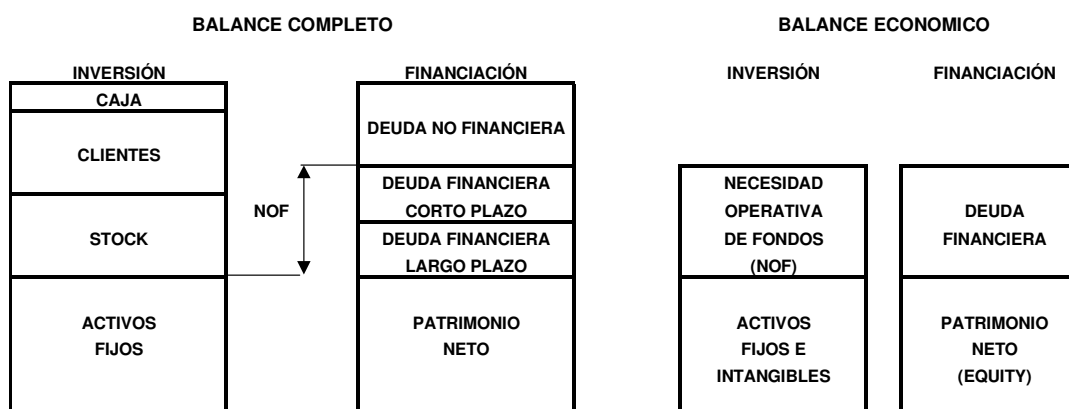 BALANCE COMPLETO
BALANCE ECONOMICO
INVERSIÓN
FINANCIACIÓN
INVERSIÓN
FINANCIACIÓN
CAJA
CLIENTES
STOCK
ACTIVOS
FIJOS
NOF
DEUDA NO FINANCIERA
DEUDA FINANCIERA
CORTO PLAZO
DEUDA FINANCIERA
LARGO PLAZO
PATRIMONIO
NETO
NECESIDAD
OPERATIVA
DE FONDOS
(NOF)
ACTIVOS
FIJOS E
INTANGIBLES
DEUDA
FINANCIERA
PATRIMONIO
NETO
(EQUITY)